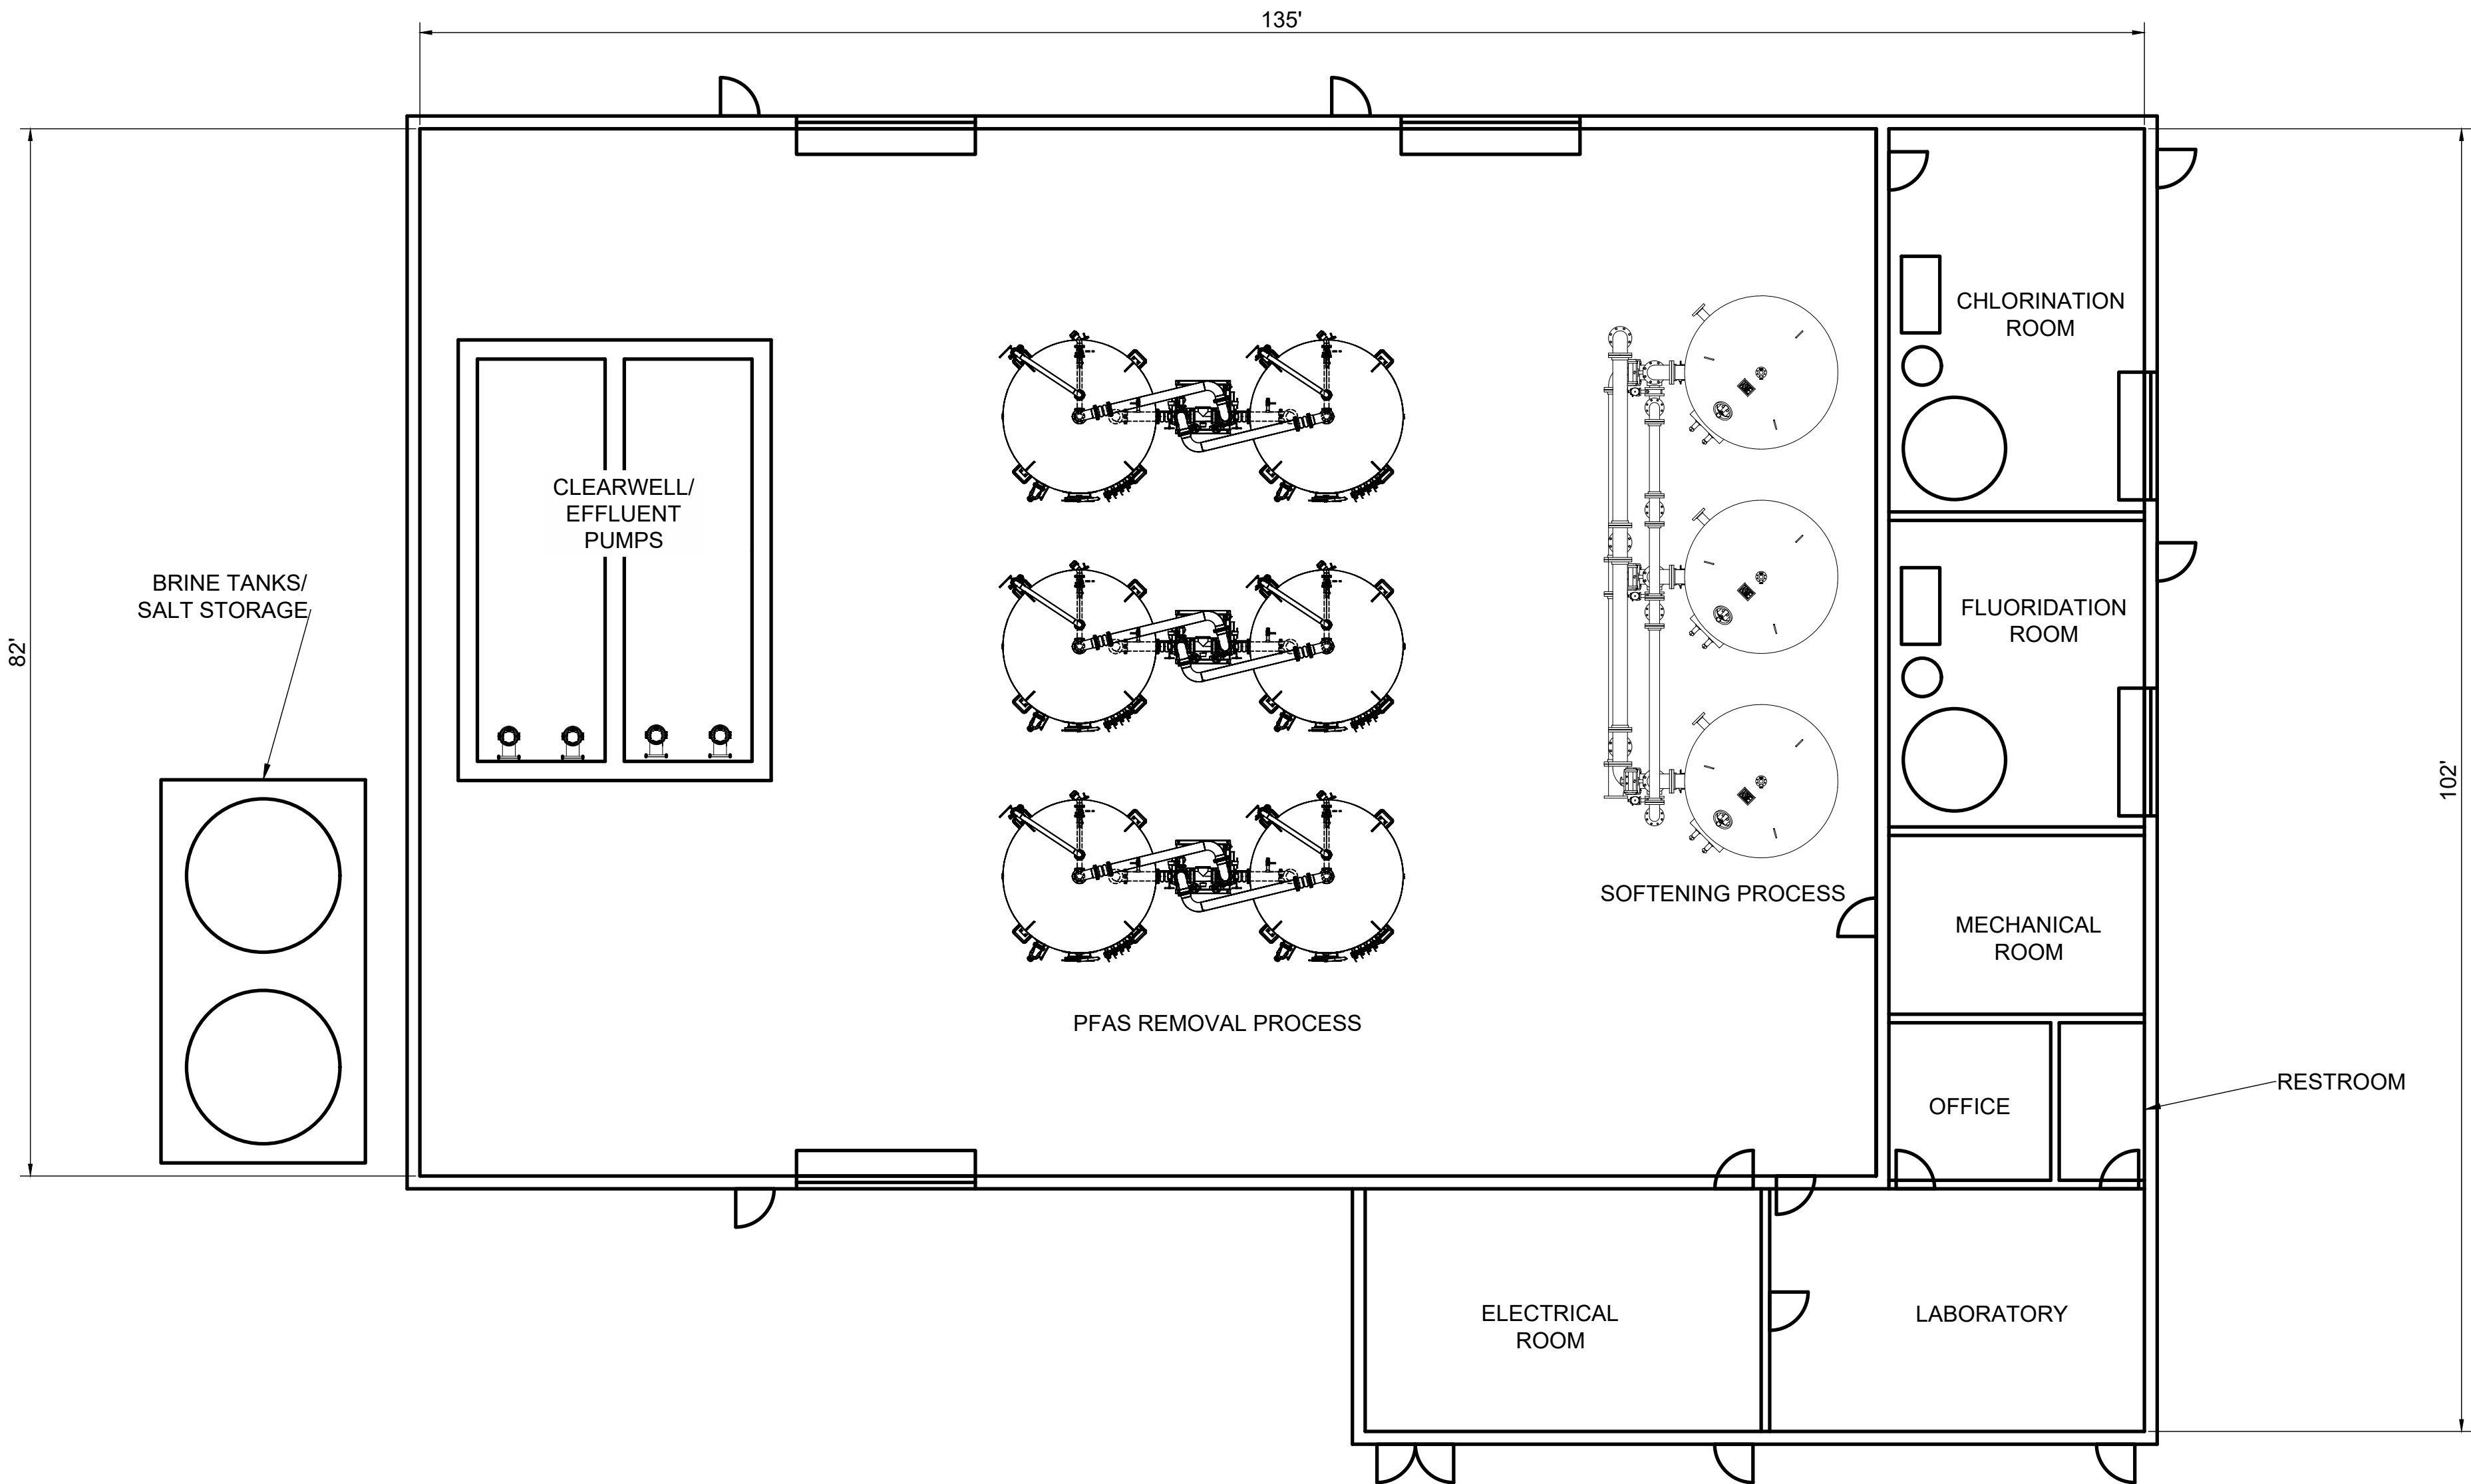 135'
CHLORINATION
ROOM
CLEARWELL/
EFFLUENT
PUMPS
BRINE TANKS/
SALT STORAGE
FLUORIDATION
ROOM
82'
102'
SOFTENING PROCESS
MECHANICAL
ROOM
PFAS REMOVAL PROCESS
RESTROOM
OFFICE
ELECTRICAL
ROOM
LABORATORY